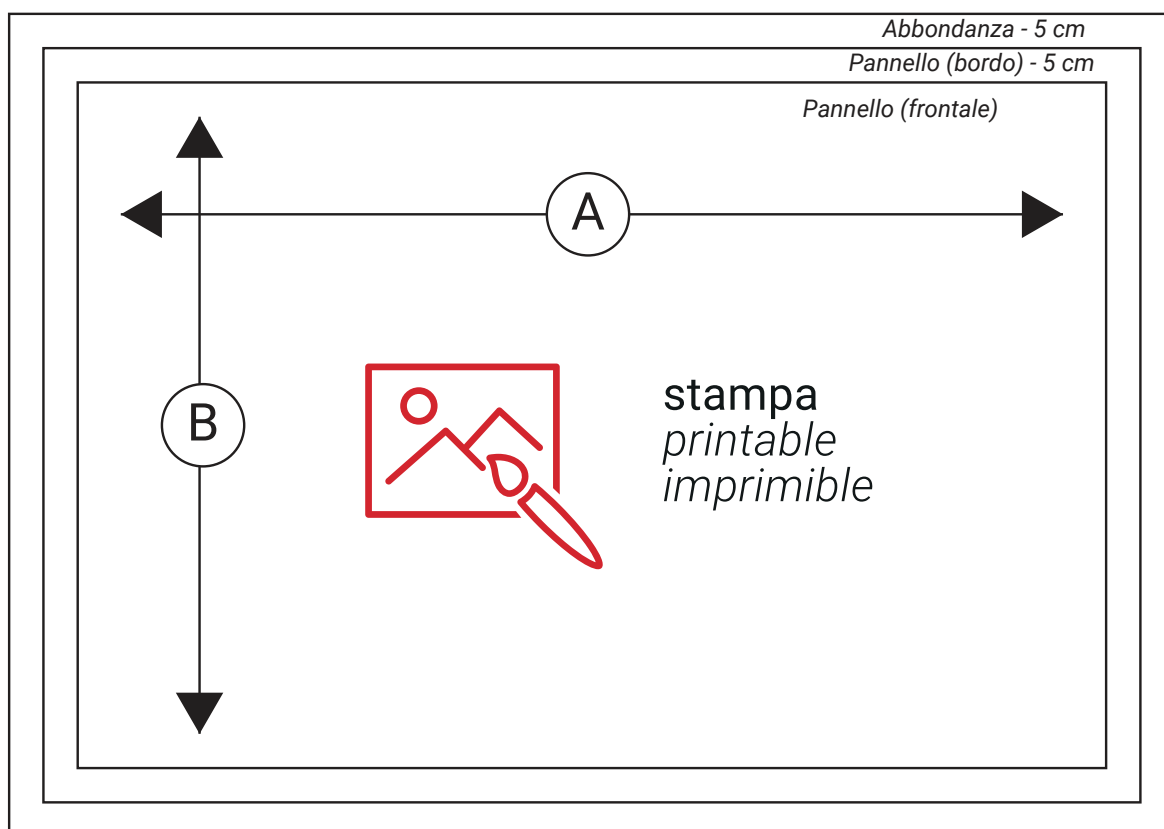 Abbondanza - 5 cm
Pannello (bordo) - 5 cm
Pannello (frontale)
A
B
stampa
printable
imprimible